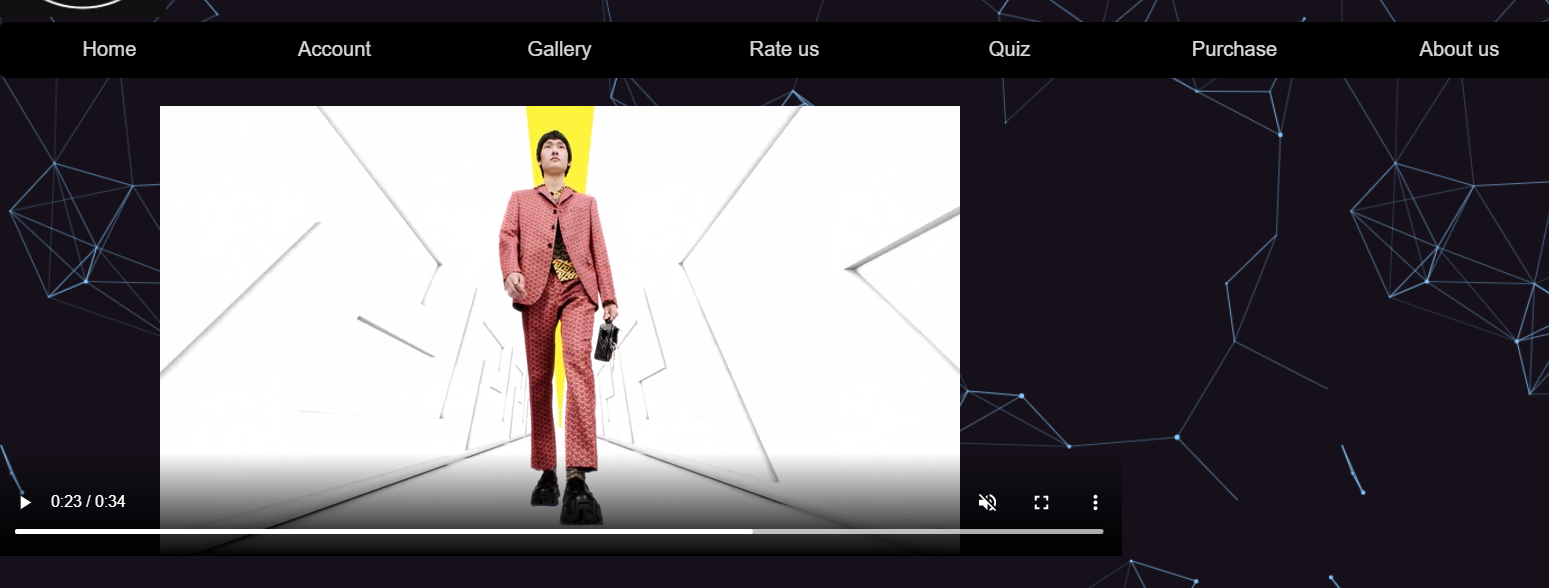 Home Account Gallery Rate us Quiz Purchase About us
0:23 / 0:34